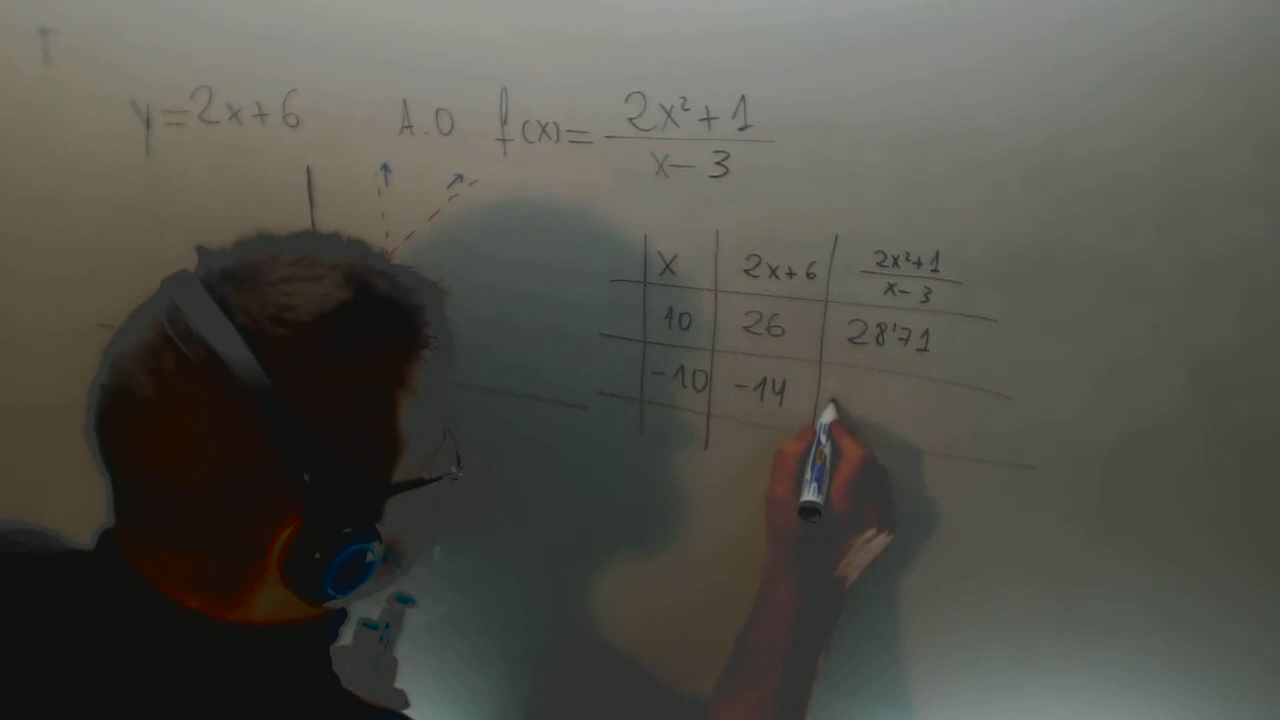 y=2x+6 A.O f(x)= 2x²+1 / x-3
x 2x+6 2x²+1 / x-3
10 26 28'71
-10 -14